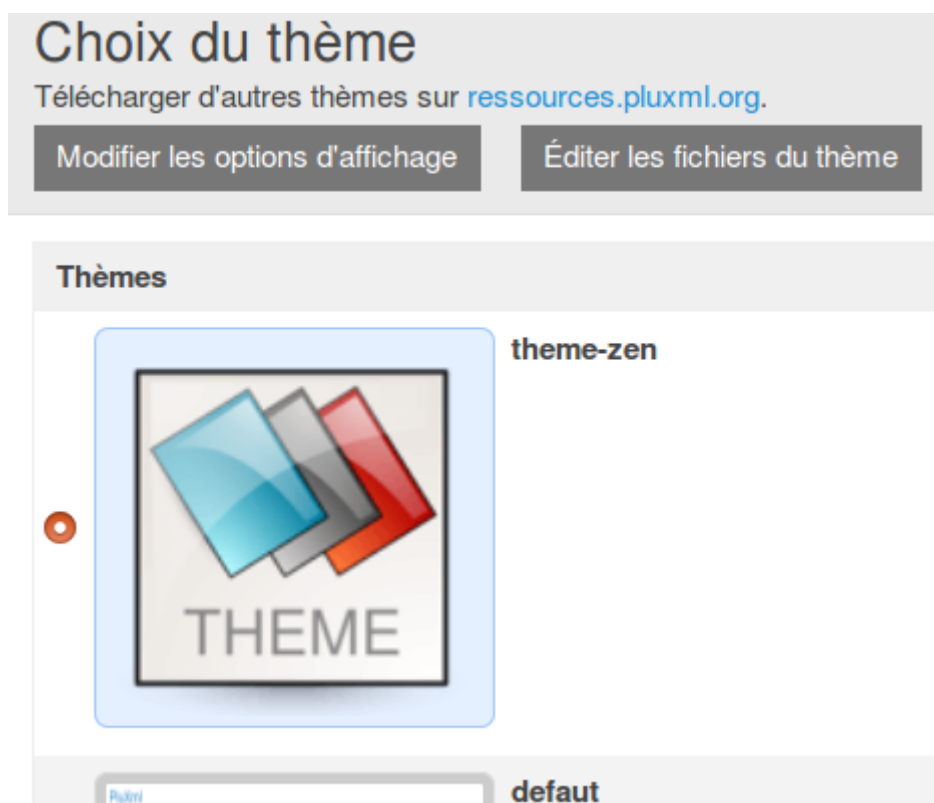 Choix du thème
Télécharger d'autres thèmes sur ressources.pluxml.org.
Modifier les options d'affichage
Éditer les fichiers du thème
Thèmes
theme-zen
THEME
defaut
PluXml